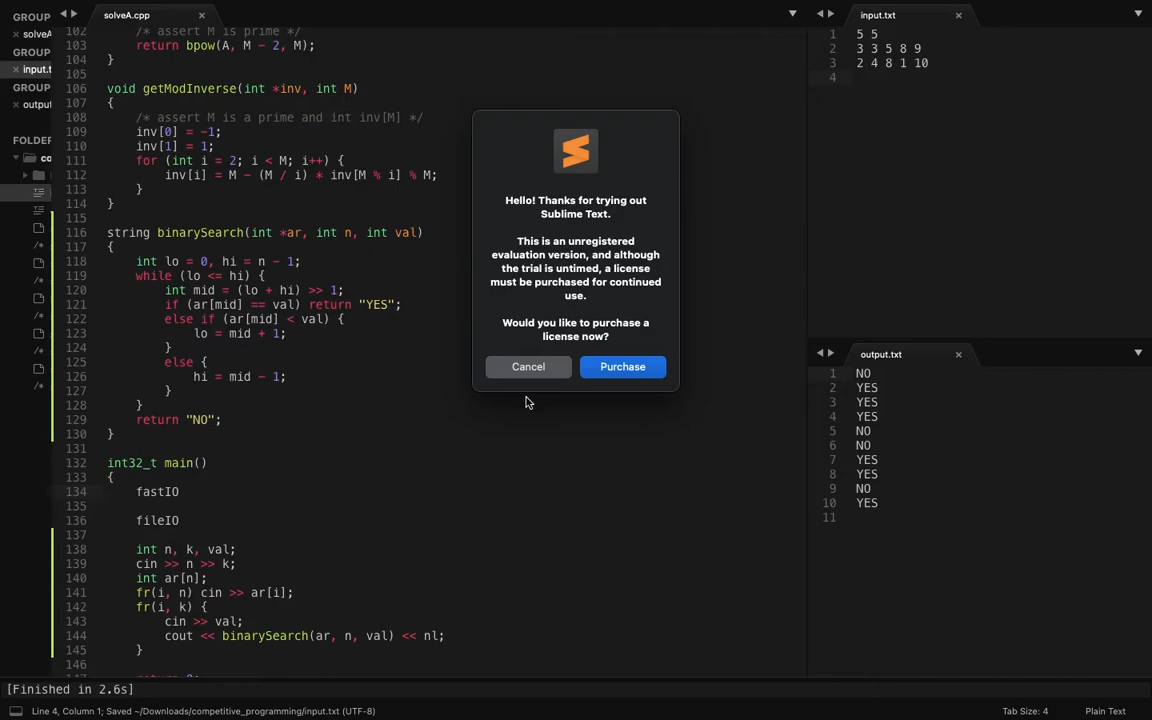 GROUP
solveA
GROUP
input.t
GROUP
output
FOLDER
co
solveA.cpp
102 /* assert M is prime */
103 return bpow(A, M - 2, M);
104 }
105
106 void getModInverse(int *inv, int M)
107 {
108 /* assert M is a prime and int inv[M] */
109 inv[0] = -1;
110 inv[1] = 1;
111 for (int i = 2; i < M; i++) {
112 inv[i] = M - (M / i) * inv[M % i] % M;
113 }
114 }
115
116 string binarySearch(int *ar, int n, int val)
117 {
118 int lo = 0, hi = n - 1;
119 while (lo <= hi) {
120 int mid = (lo + hi) >> 1;
121 if (ar[mid] == val) return "YES";
122 else if (ar[mid] < val) {
123 lo = mid + 1;
124 }
125 else {
126 hi = mid - 1;
127 }
128 }
129 return "NO";
130 }
131
132 int32_t main()
133 {
134 fastIO
135
136 fileIO
137
138 int n, k, val;
139 cin >> n >> k;
140 int ar[n];
141 fr(i, n) cin >> ar[i];
142 fr(i, k) {
143 cin >> val;
144 cout << binarySearch(ar, n, val) << nl;
145 }
146
Hello! Thanks for trying out
Sublime Text.
This is an unregistered
evaluation version, and although
the trial is untimed, a license
must be purchased for continued
use.
Would you like to purchase a
license now?
Cancel
Purchase
input.txt
1 5 5
2 3 3 5 8 9
3 2 4 8 1 10
4
output.txt
1 NO
2 YES
3 YES
4 YES
5 NO
6 NO
7 YES
8 YES
9 NO
10 YES
11
[Finished in 2.6s]
Line 4, Column 1; Saved ~/Downloads/competitive_programming/input.txt (UTF-8)
Tab Size: 4
Plain Text